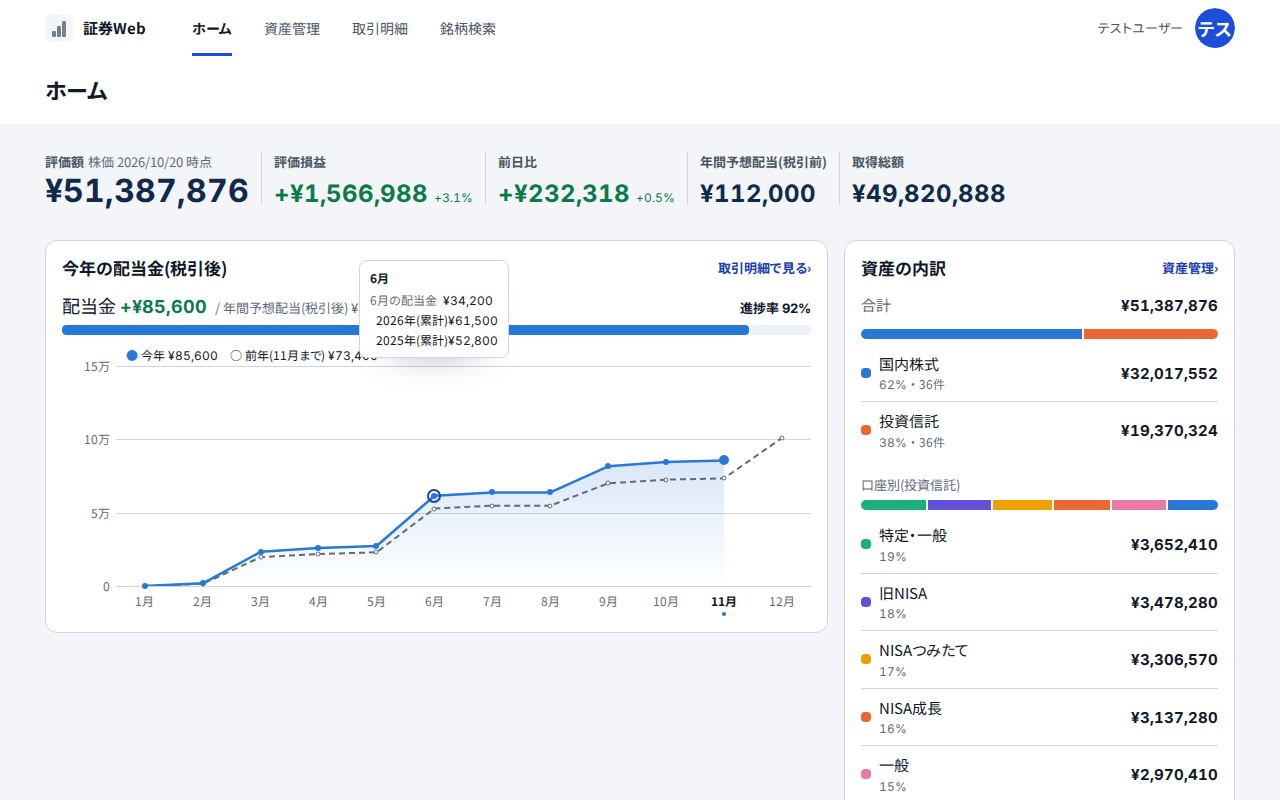 証券Web
ホーム
資産管理
取引明細
銘柄検索
テストユーザー
テス
ホーム
評価額 株価 2026/10/20 時点
¥51,387,876
評価損益
+¥1,566,988 +3.1%
前日比
+¥232,318 +0.5%
年間予想配当(税引前)
¥112,000
取得総額
¥49,820,888
今年の配当金(税引後)
取引明細で見る›
配当金 +¥85,600 / 年間予想配当(税引後) ¥
進捗率 92%
6月
6月の配当金 ¥34,200
2026年(累計)¥61,500
2025年(累計)¥52,800
今年 ¥85,600
前年(11月まで) ¥73,400
15万
10万
5万
0
1月
2月
3月
4月
5月
6月
7月
8月
9月
10月
11月
12月
資産の内訳
資産管理›
合計
¥51,387,876
国内株式
62%・36件
¥32,017,552
投資信託
38%・36件
¥19,370,324
口座別(投資信託)
特定・一般
19%
¥3,652,410
旧NISA
18%
¥3,478,280
NISAつみたて
17%
¥3,306,570
NISA成長
16%
¥3,137,280
一般
15%
¥2,970,410